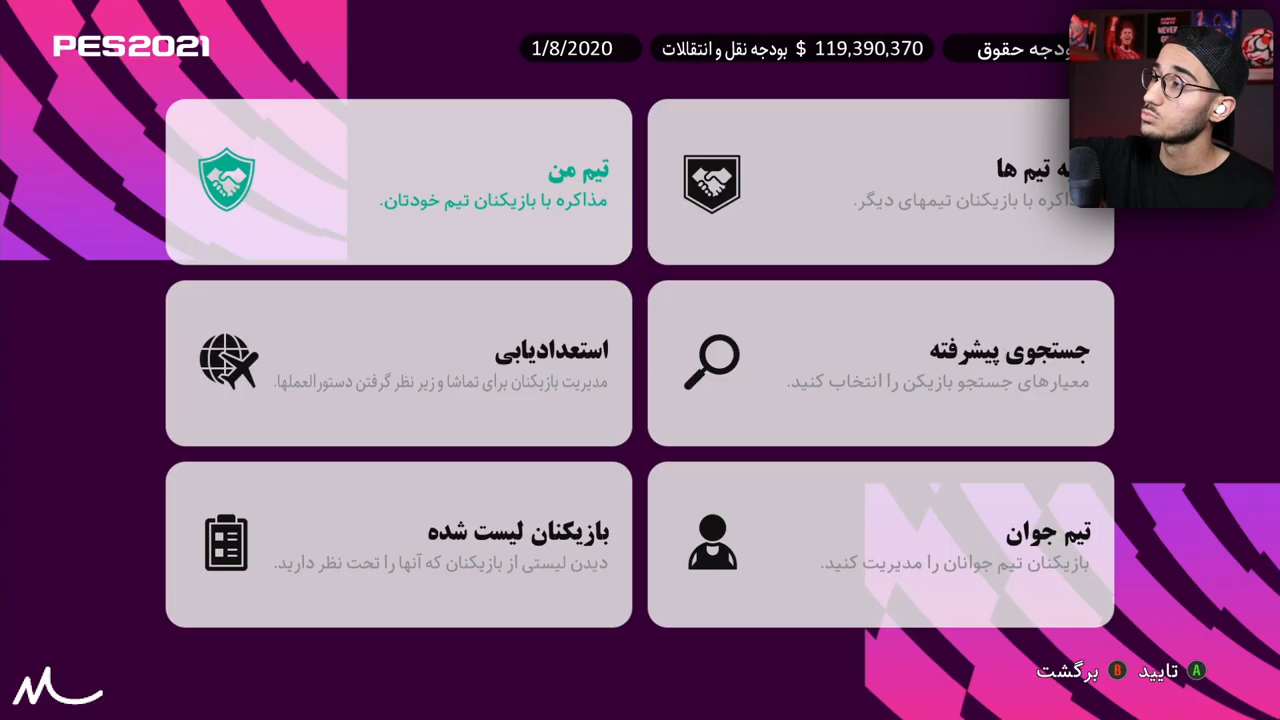 PES2021
بودجه حقوق
$ 119,390,370 بودجه نقل و انتقالات
1/8/2020
ه تیم ها
مذاکره با بازیکنان تیمهای دیگر.
تیم من
مذاکره با بازیکنان تیم خودتان.
جستجوی پیشرفته
معیارهای جستجو بازیکن را انتخاب کنید.
استعدادیابی
مدیریت بازیکنان برای تماشا و زیر نظر گرفتن دستورالعملها.
تیم جوان
بازیکنان تیم جوانان را مدیریت کنید.
بازیکنان لیست شده
دیدن لیستی از بازیکنان که آنها را تحت نظر دارید.
A تایید B برگشت